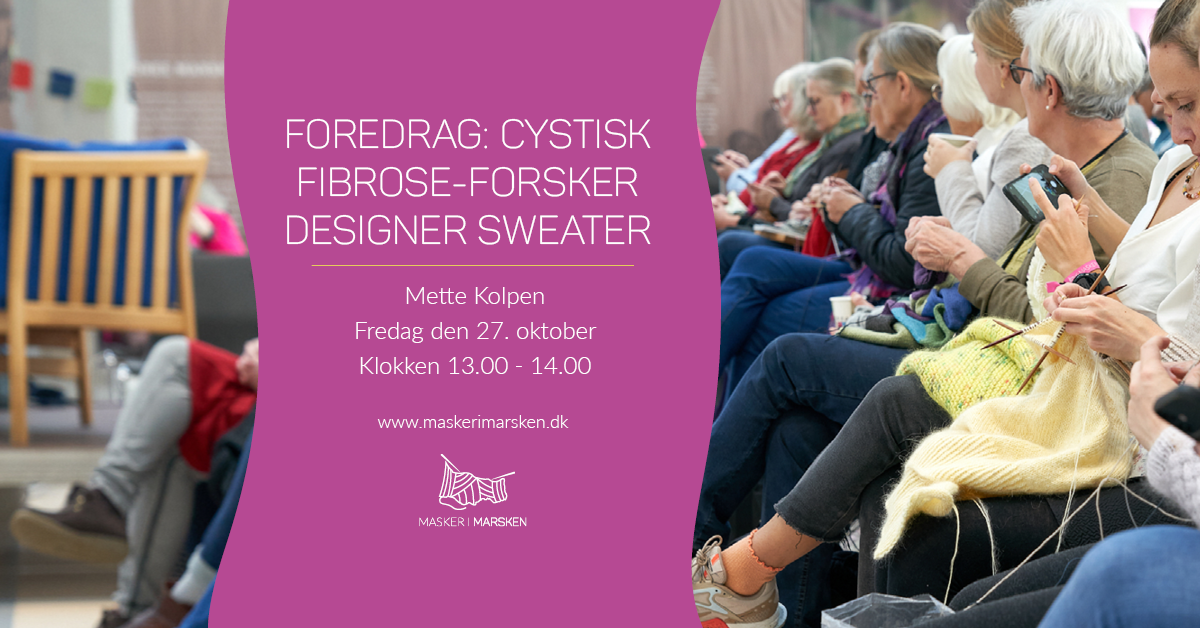 FOREDRAG: CYSTISK
FIBROSE-FORSKER
DESIGNER SWEATER
Mette Kolpen
Fredag den 27. oktober
Klokken 13.00 - 14.00
www.maskerimarsken.dk
MASKER I MARSKEN